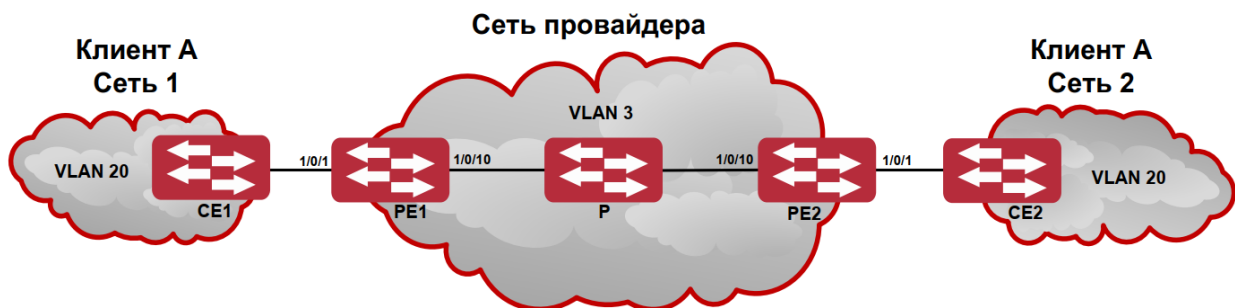 Сеть провайдера
Клиент А
Сеть 1
Клиент А
Сеть 2
VLAN 3
VLAN 20
1/0/1
1/0/10
1/0/10
1/0/1
VLAN 20
CE1
PE1
P
PE2
CE2